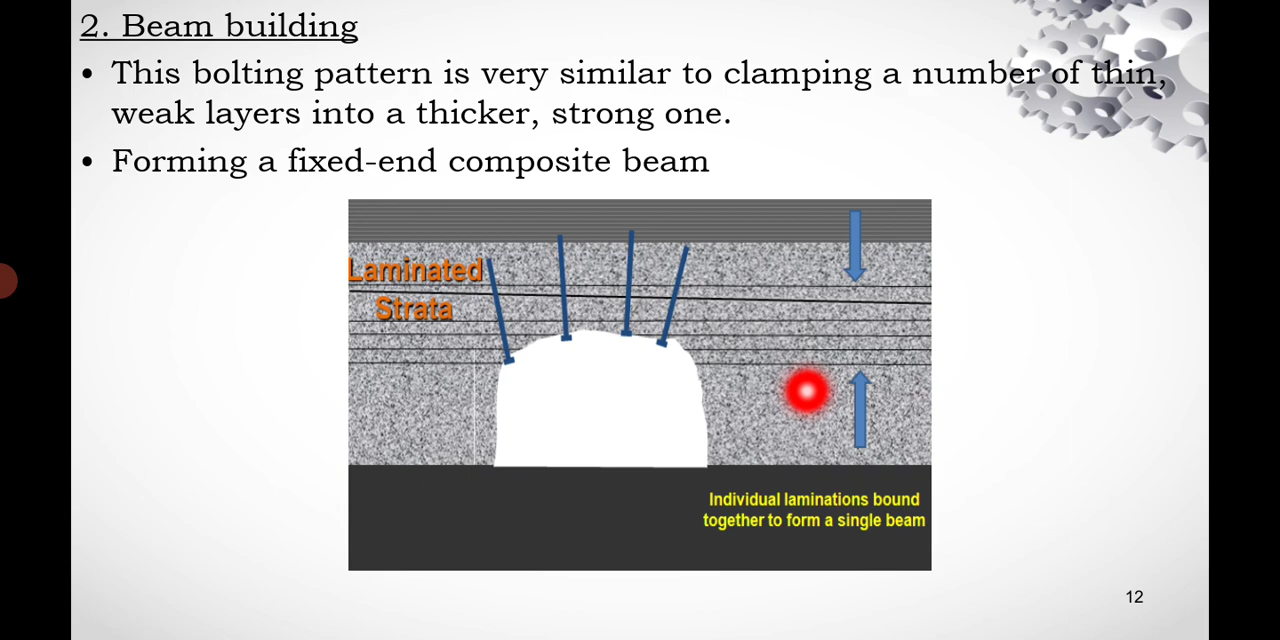 2. Beam building
• This bolting pattern is very similar to clamping a number of thin,
weak layers into a thicker, strong one.
• Forming a fixed-end composite beam
Laminated
Strata
Individual laminations bound
together to form a single beam
12